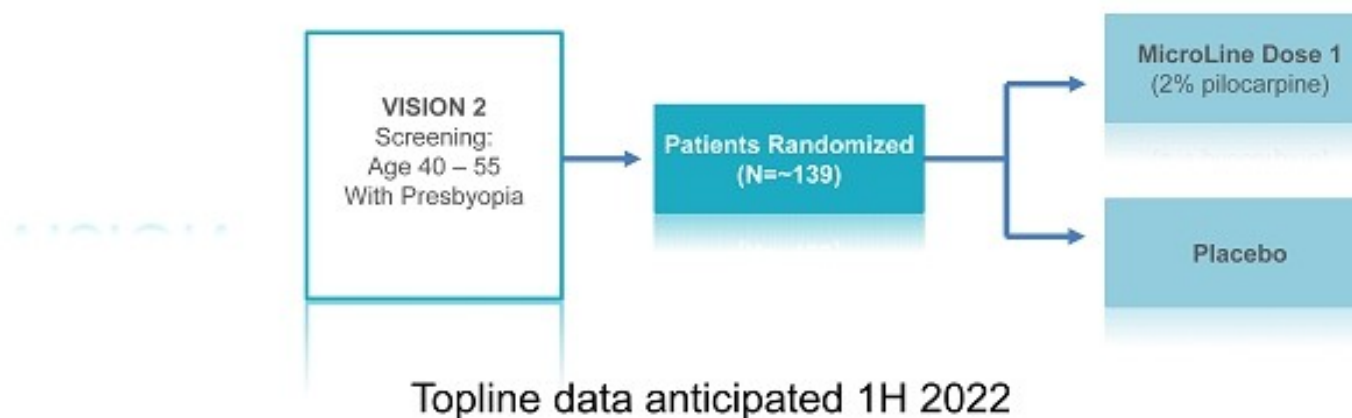 VISION 2
Screening:
Age 40 – 55
With Presbyopia
Patients Randomized
(N=~139)
MicroLine Dose 1
(2% pilocarpine)
Placebo
Topline data anticipated 1H 2022